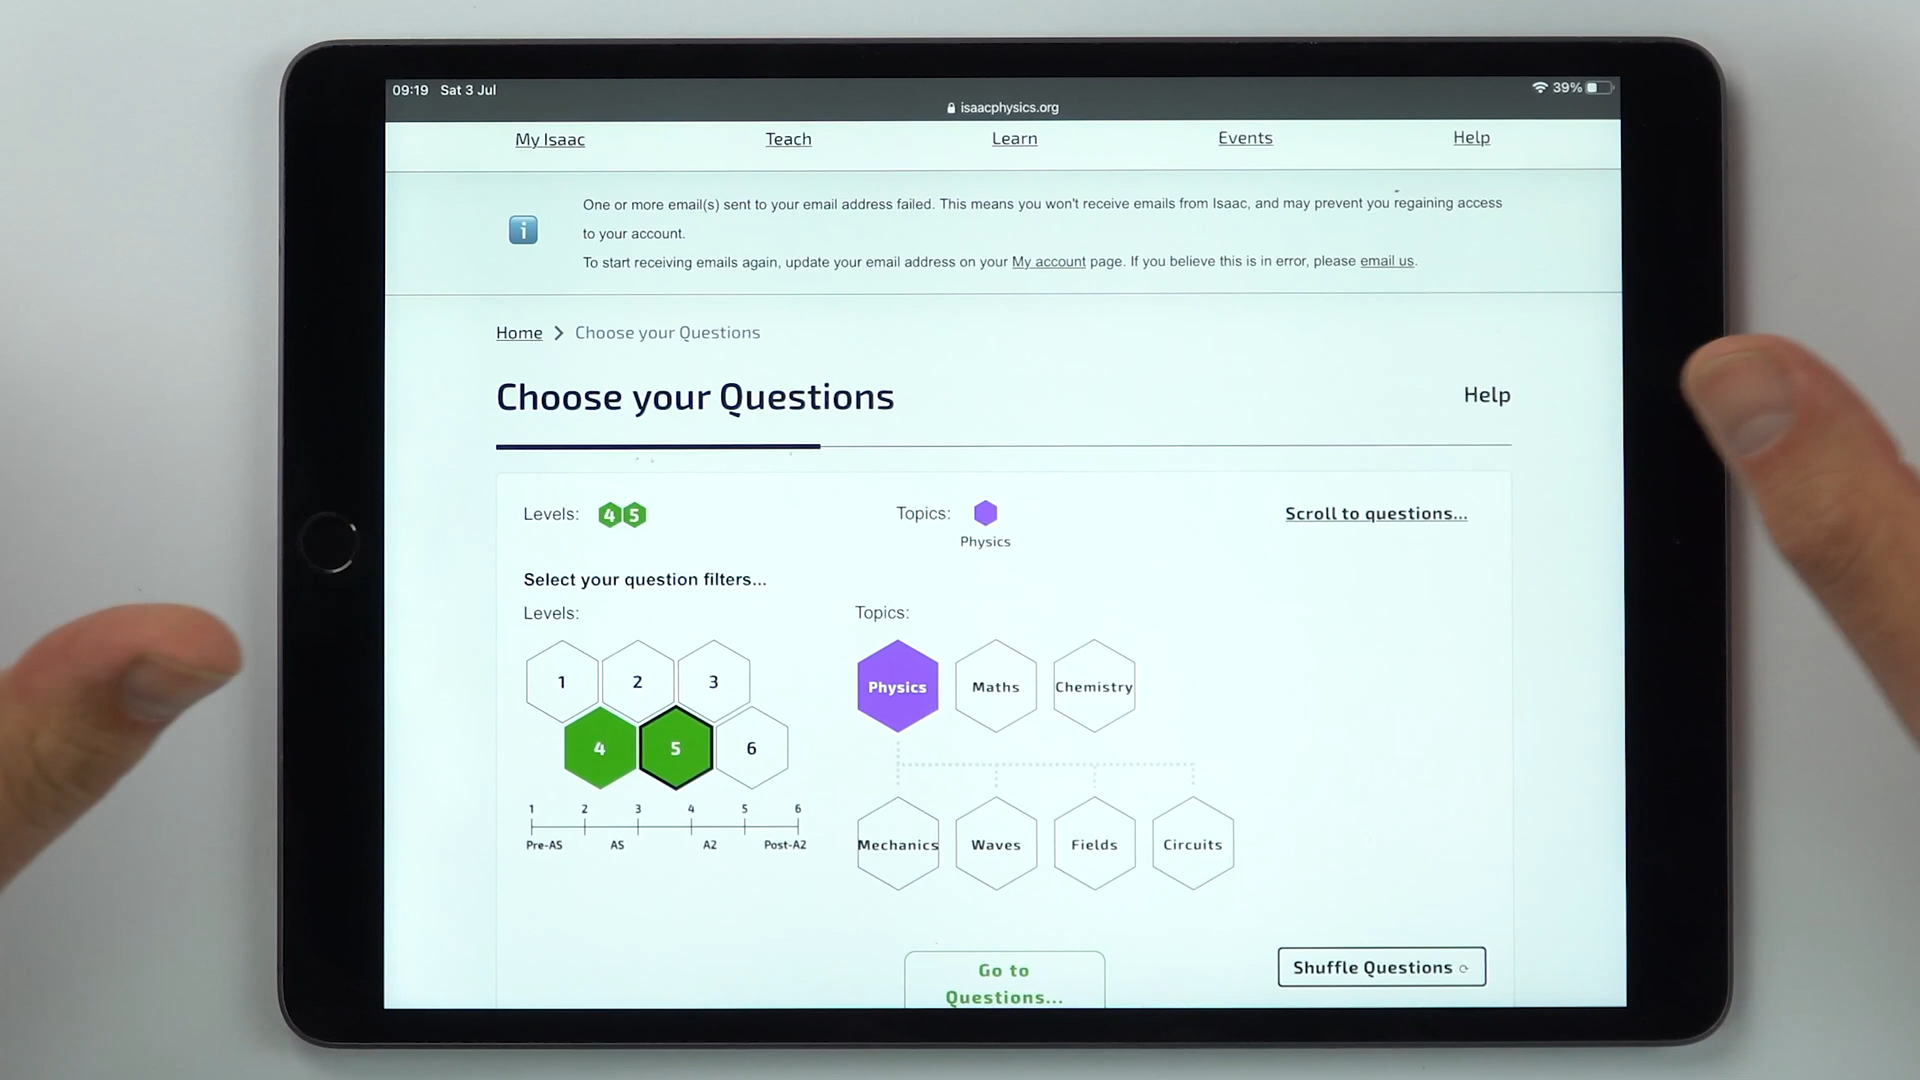 09:19 Sat 3 Jul
39%
isaacphysics.org
My Isaac Teach Learn Events Help
One or more email(s) sent to your email address failed. This means you won't receive emails from Isaac, and may prevent you regaining access
to your account.
To start receiving emails again, update your email address on your My account page. If you believe this is in error, please email us.
Home > Choose your Questions
Choose your Questions
Help
Levels: 4 5
Topics:
Physics
Scroll to questions...
Select your question filters...
Levels:
1 2 3
4 5 6
1 2 3 4 5 6
Pre-AS AS A2 Post-A2
Topics:
Physics Maths Chemistry
Mechanics Waves Fields Circuits
Go to
Questions...
Shuffle Questions